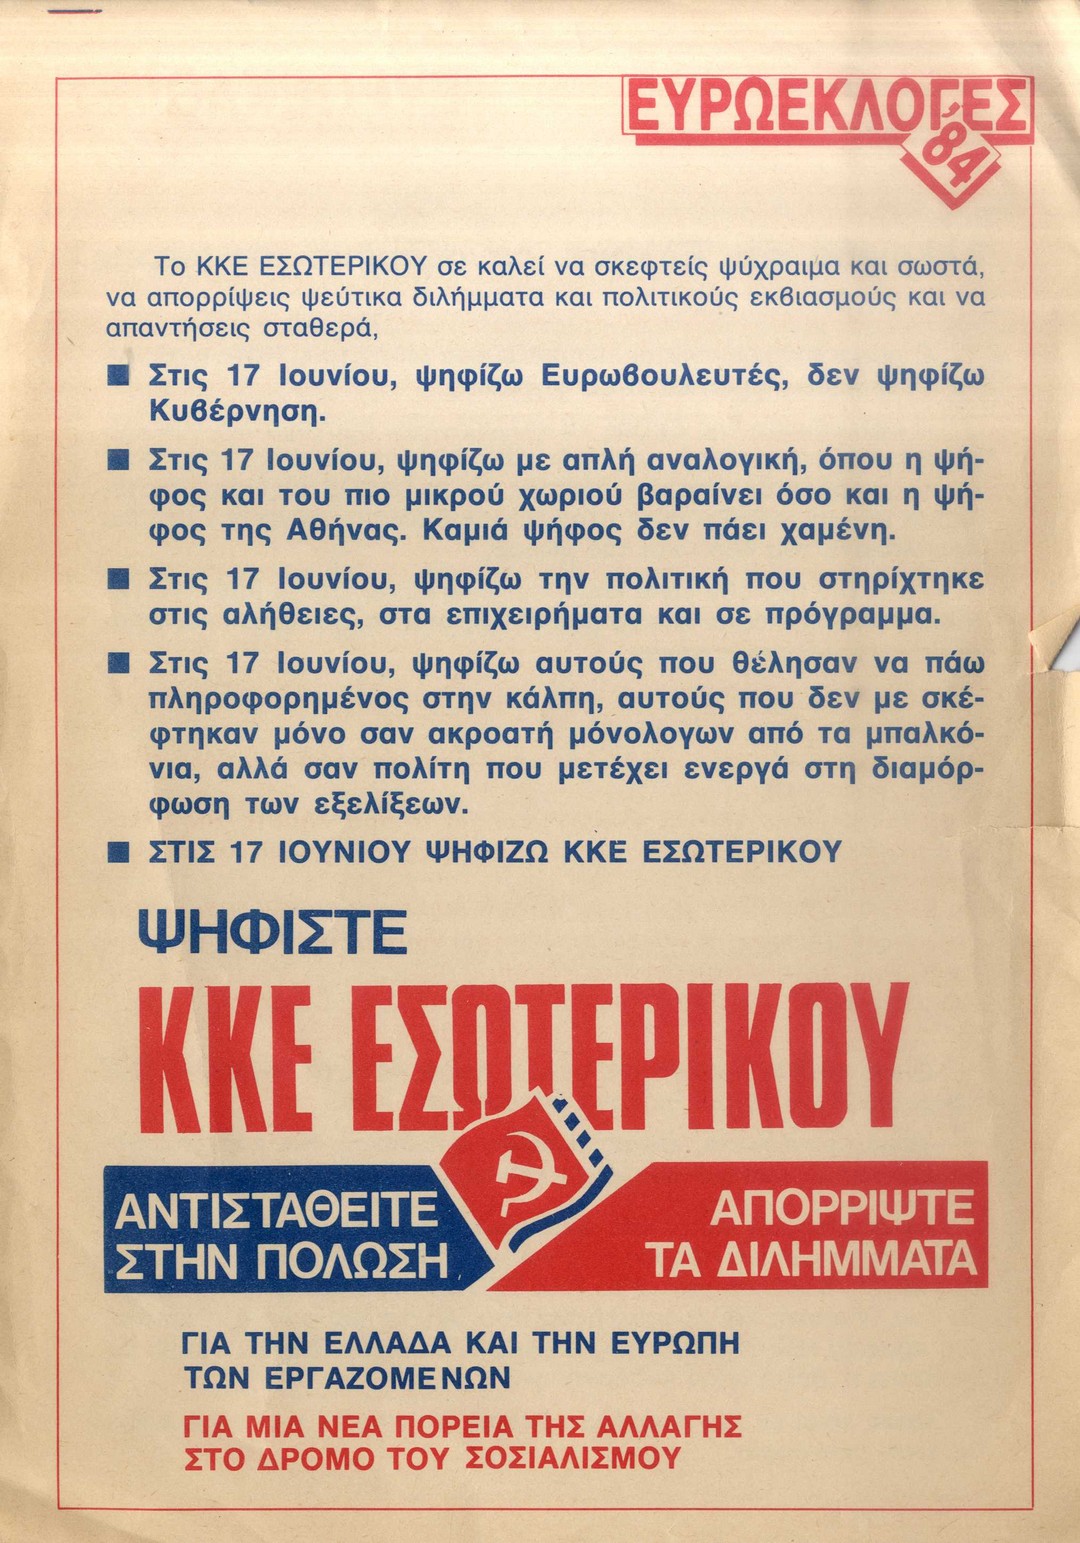 ΕΥΡΩΕΚΛΟΓΕΣ
'84
Το ΚΚΕ ΕΣΩΤΕΡΙΚΟΥ σε καλεί να σκεφτείς ψύχραιμα και σωστά,
να απορρίψεις ψεύτικα διλήμματα και πολιτικούς εκβιασμούς και να
απαντήσεις σταθερά,
■ Στις 17 Ιουνίου, ψηφίζω Ευρωβουλευτές, δεν ψηφίζω
Κυβέρνηση.
■ Στις 17 Ιουνίου, ψηφίζω με απλή αναλογική, όπου η ψή-
φος και του πιο μικρού χωριού βαραίνει όσο και η ψή-
φος της Αθήνας. Καμιά ψήφος δεν πάει χαμένη.
■ Στις 17 Ιουνίου, ψηφίζω την πολιτική που στηρίχτηκε
στις αλήθειες, στα επιχειρήματα και σε πρόγραμμα.
■ Στις 17 Ιουνίου, ψηφίζω αυτούς που θέλησαν να πάω
πληροφορημένος στην κάλπη, αυτούς που δεν με σκέ-
φτηκαν μόνο σαν ακροατή μόνολογων από τα μπαλκό-
νια, αλλά σαν πολίτη που μετέχει ενεργά στη διαμόρ-
φωση των εξελίξεων.
■ ΣΤΙΣ 17 ΙΟΥΝΙΟΥ ΨΗΦΙΖΩ ΚΚΕ ΕΣΩΤΕΡΙΚΟΥ
ΨΗΦΙΣΤΕ
ΚΚΕ ΕΣΩΤΕΡΙΚΟΥ
ΑΝΤΙΣΤΑΘΕΙΤΕ
ΣΤΗΝ ΠΟΛΩΣΗ
ΑΠΟΡΡΙΨΤΕ
ΤΑ ΔΙΛΗΜΜΑΤΑ
ΓΙΑ ΤΗΝ ΕΛΛΑΔΑ ΚΑΙ ΤΗΝ ΕΥΡΩΠΗ
ΤΩΝ ΕΡΓΑΖΟΜΕΝΩΝ
ΓΙΑ ΜΙΑ ΝΕΑ ΠΟΡΕΙΑ ΤΗΣ ΑΛΛΑΓΗΣ
ΣΤΟ ΔΡΟΜΟ ΤΟΥ ΣΟΣΙΑΛΙΣΜΟΥ